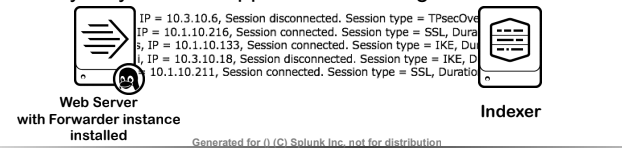 IP = 10.3.10.6, Session disconnected. Session type = TPsecOve
IP = 10.1.10.216, Session connected. Session type = SSL, Dura
s, IP = 10.1.10.133, Session connected. Session type = IKE, Du
i, IP = 10.3.10.18, Session disconnected. Session type = IKE, D
= 10.1.10.211, Session connected. Session type = SSL, Duratio
Web Server
with Forwarder instance
installed
Indexer
Generated for () (C) Splunk Inc, not for distribution